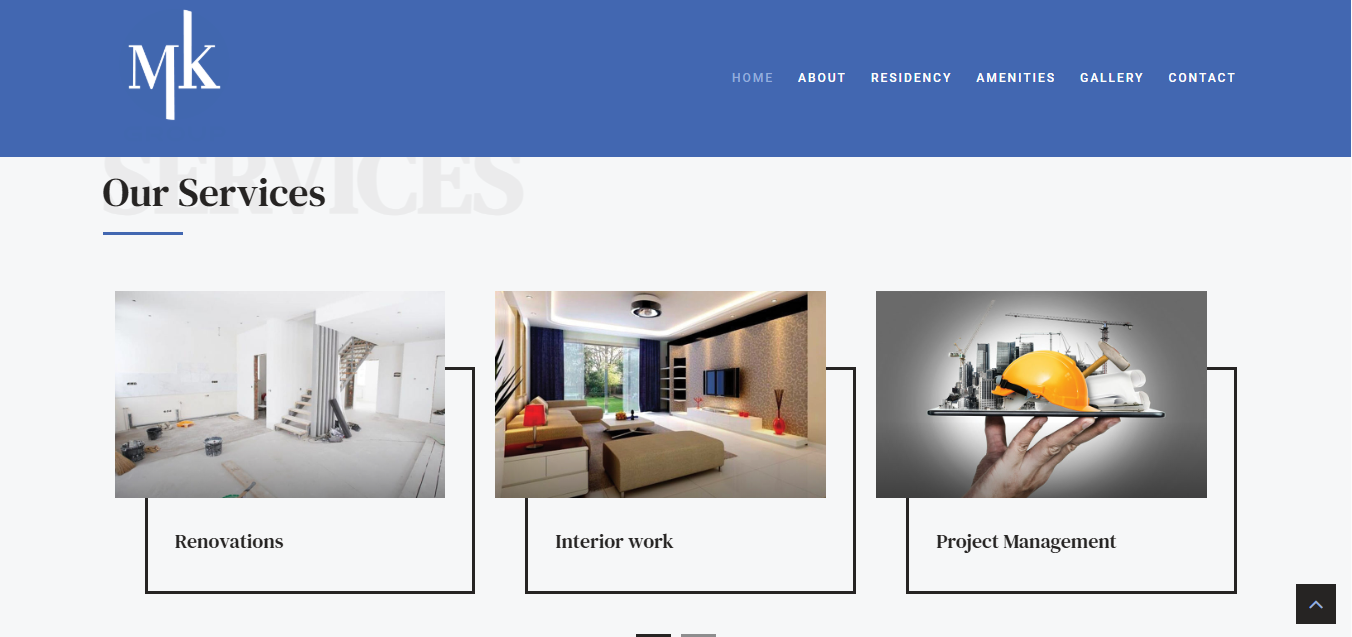 Mk
HOME ABOUT RESIDENCY AMENITIES GALLERY CONTACT
SERVICES
Our Services
Renovations
Interior work
Project Management